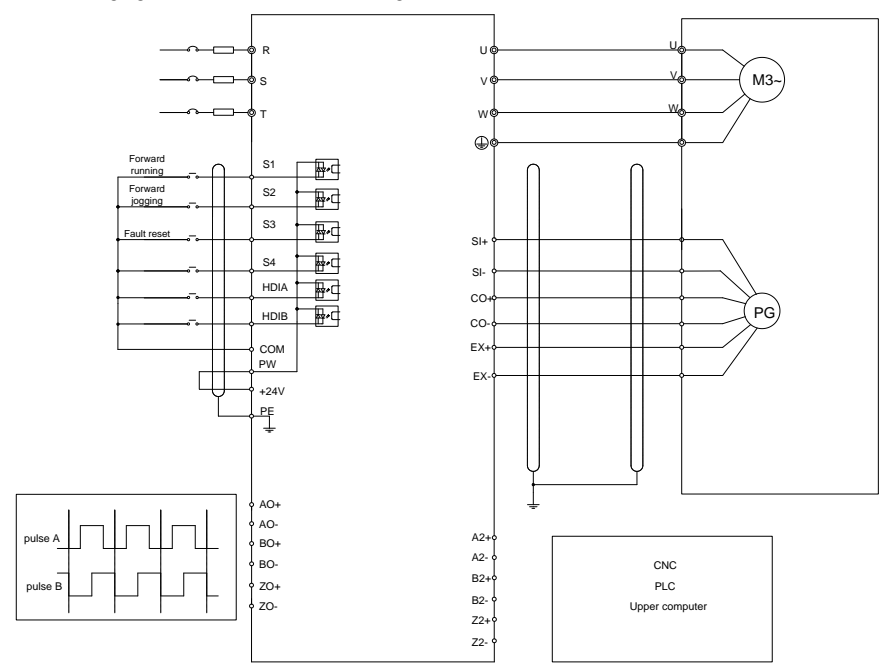 R
S
T
U
V
W
U
V
W
M3~
Forward
running
Forward
jogging
Fault reset
S1
S2
S3
S4
HDIA
HDIB
COM
PW
+24V
PE
SI+
SI-
CO+
CO-
EX+
EX-
PG
pulse A
pulse B
AO+
AO-
BO+
BO-
ZO+
ZO-
A2+
A2-
B2+
B2-
Z2+
Z2-
CNC
PLC
Upper computer